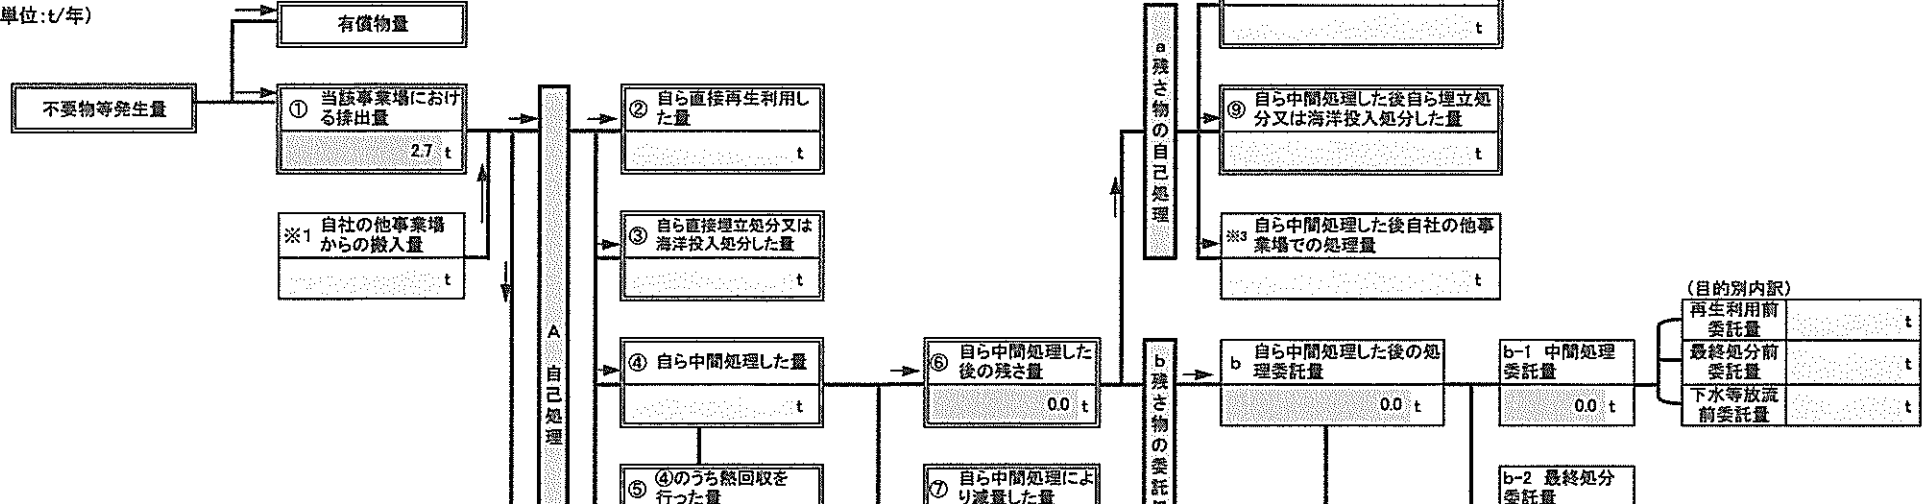 単位:t/年)
有償物量
不要物等発生量
① 当該事業場におけ
る排出量
2.7 t
※1 自社の他事業場
からの搬入量
t
A 自己処理
② 自ら直接再生利用し
た量
t
③ 自ら直接埋立処分又は
海洋投入処分した量
t
④ 自ら中間処理した量
t
⑤ ④のうち熱回収を
行った量
⑥ 自ら中間処理した
後の残さ量
0.0 t
⑦ 自ら中間処理によ
り減量した量
a 残さ物の自己処理
t
⑨ 自ら中間処理した後自ら埋立処
分又は海洋投入処分した量
t
※3 自ら中間処理した後自社の他事
業場での処理量
t
b 残さ物の委託
b 自ら中間処理した後の処
理委託量
0.0 t
b-1 中間処理
委託量
0.0 t
b-2 最終処分
委託量
(目的別内訳)
再生利用前
委託量
t
最終処分前
委託量
t
下水等放流
前委託量
t